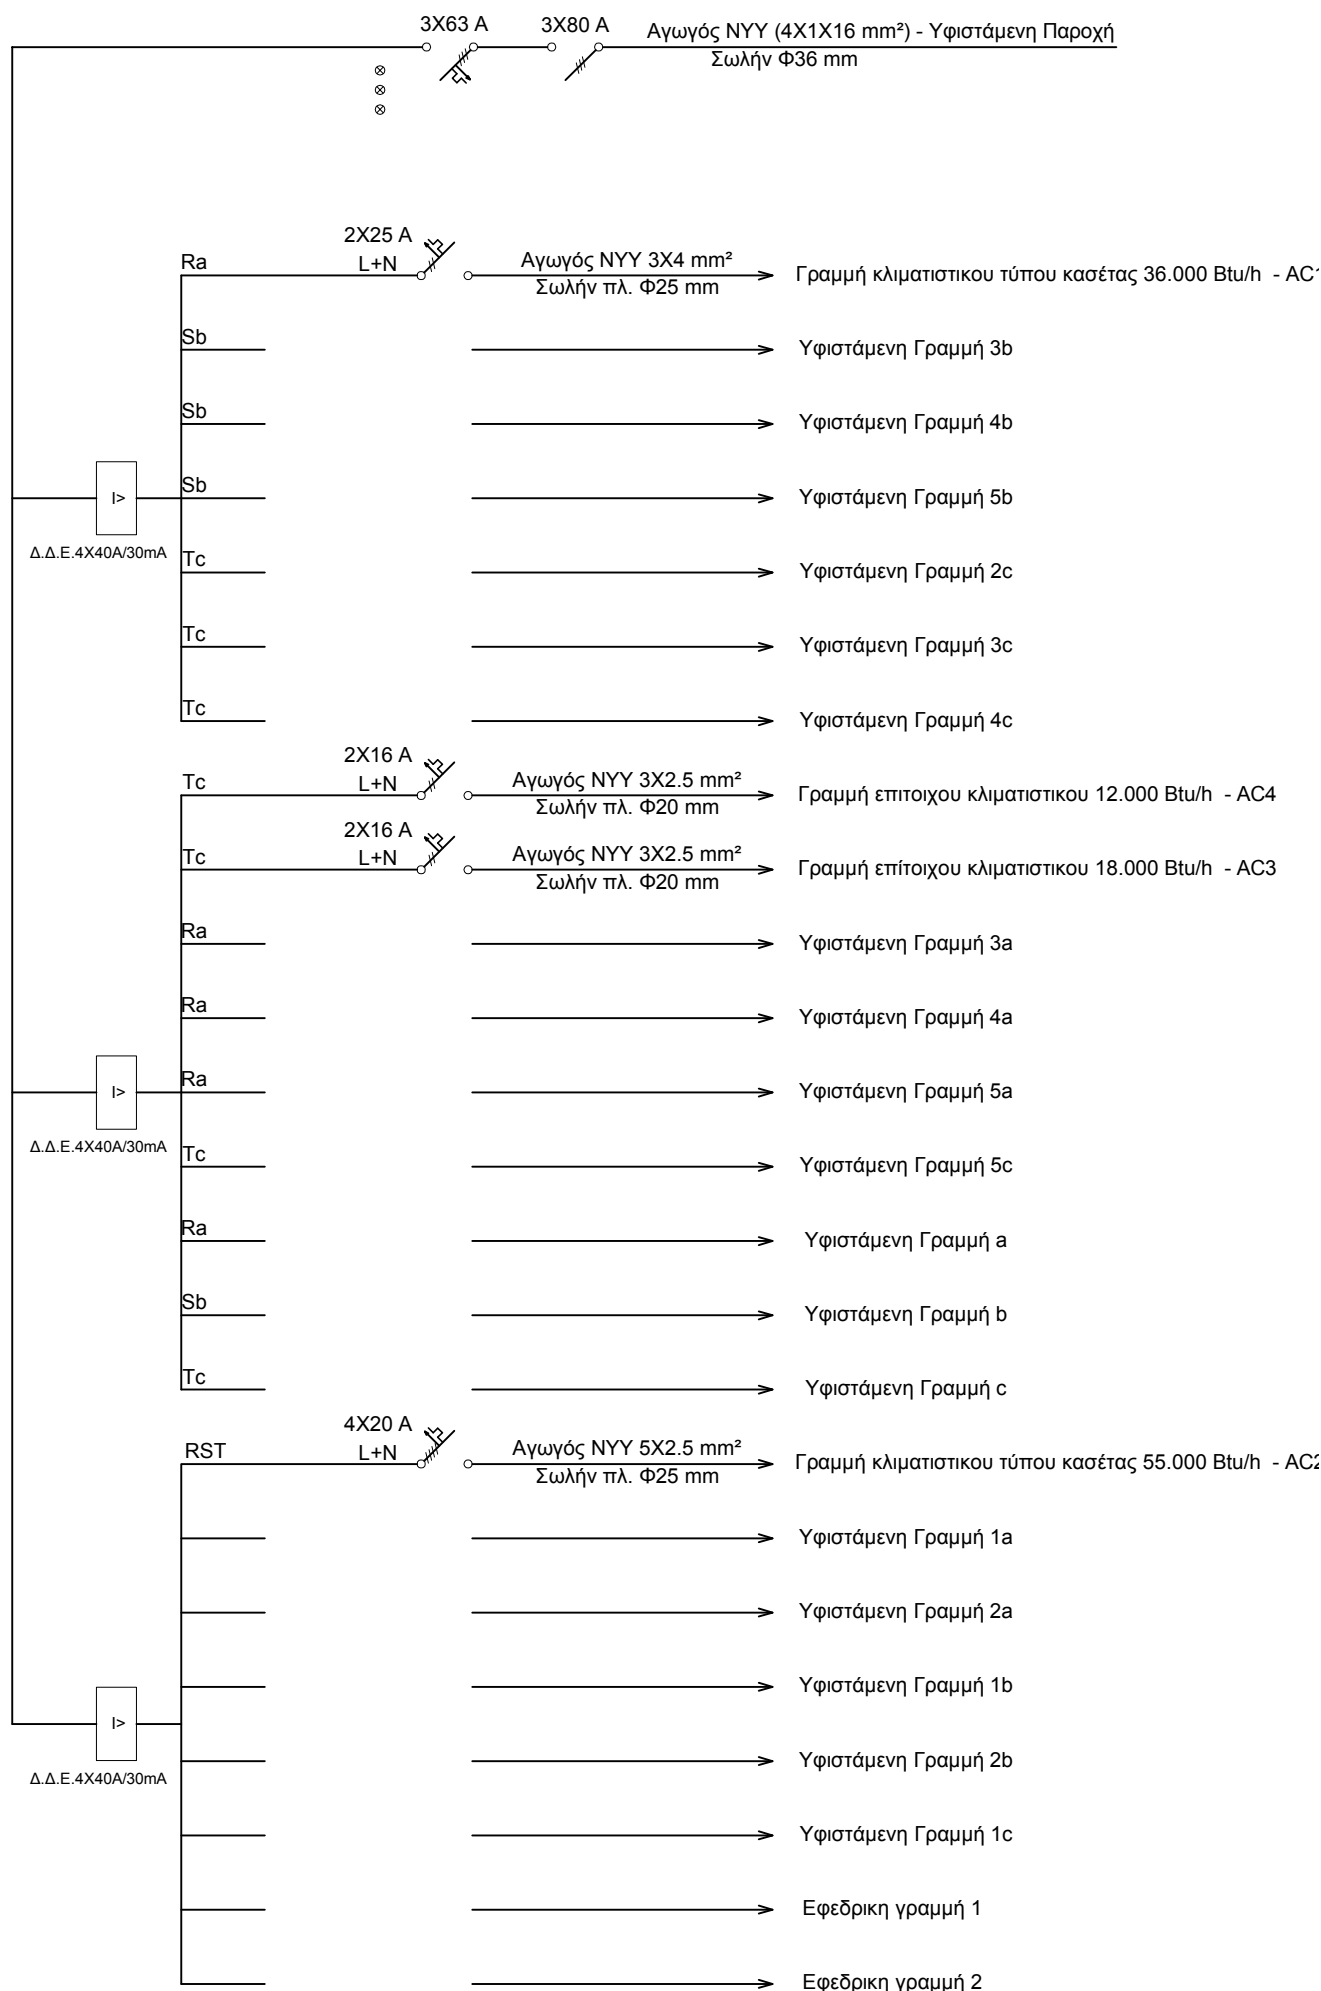 3X63 A 3X80 A Αγωγός NYY (4X1X16 mm²) - Υφιστάμενη Παροχή
Σωλήν Φ36 mm
Ra 2X25 A Αγωγός NYY 3X4 mm²
L+N Σωλήν πλ. Φ25 mm Γραμμή κλιματιστικου τύπου κασέτας 36.000 Btu/h - AC1
Sb Υφιστάμενη Γραμμή 3b
Sb Υφιστάμενη Γραμμή 4b
Sb Υφιστάμενη Γραμμή 5b
I>
Δ.Δ.Ε.4X40A/30mA
Tc Υφιστάμενη Γραμμή 2c
Tc Υφιστάμενη Γραμμή 3c
Tc Υφιστάμενη Γραμμή 4c
Tc 2X16 A Αγωγός NYY 3X2.5 mm²
L+N Σωλήν πλ. Φ20 mm Γραμμή επιτοιχου κλιματιστικου 12.000 Btu/h - AC4
Tc 2X16 A Αγωγός NYY 3X2.5 mm²
L+N Σωλήν πλ. Φ20 mm Γραμμή επίτοιχου κλιματιστικου 18.000 Btu/h - AC3
Ra Υφιστάμενη Γραμμή 3a
Ra Υφιστάμενη Γραμμή 4a
Ra Υφιστάμενη Γραμμή 5a
I>
Δ.Δ.Ε.4X40A/30mA
Tc Υφιστάμενη Γραμμή 5c
Ra Υφιστάμενη Γραμμή a
Sb Υφιστάμενη Γραμμή b
Tc Υφιστάμενη Γραμμή c
RST 4X20 A Αγωγός NYY 5X2.5 mm²
L+N Σωλήν πλ. Φ25 mm Γραμμή κλιματιστικου τύπου κασέτας 55.000 Btu/h - AC2
Υφιστάμενη Γραμμή 1a
Υφιστάμενη Γραμμή 2a
Υφιστάμενη Γραμμή 1b
I>
Δ.Δ.Ε.4X40A/30mA
Υφιστάμενη Γραμμή 2b
Υφιστάμενη Γραμμή 1c
Εφεδρικη γραμμή 1
Εφεδρικη γραμμή 2